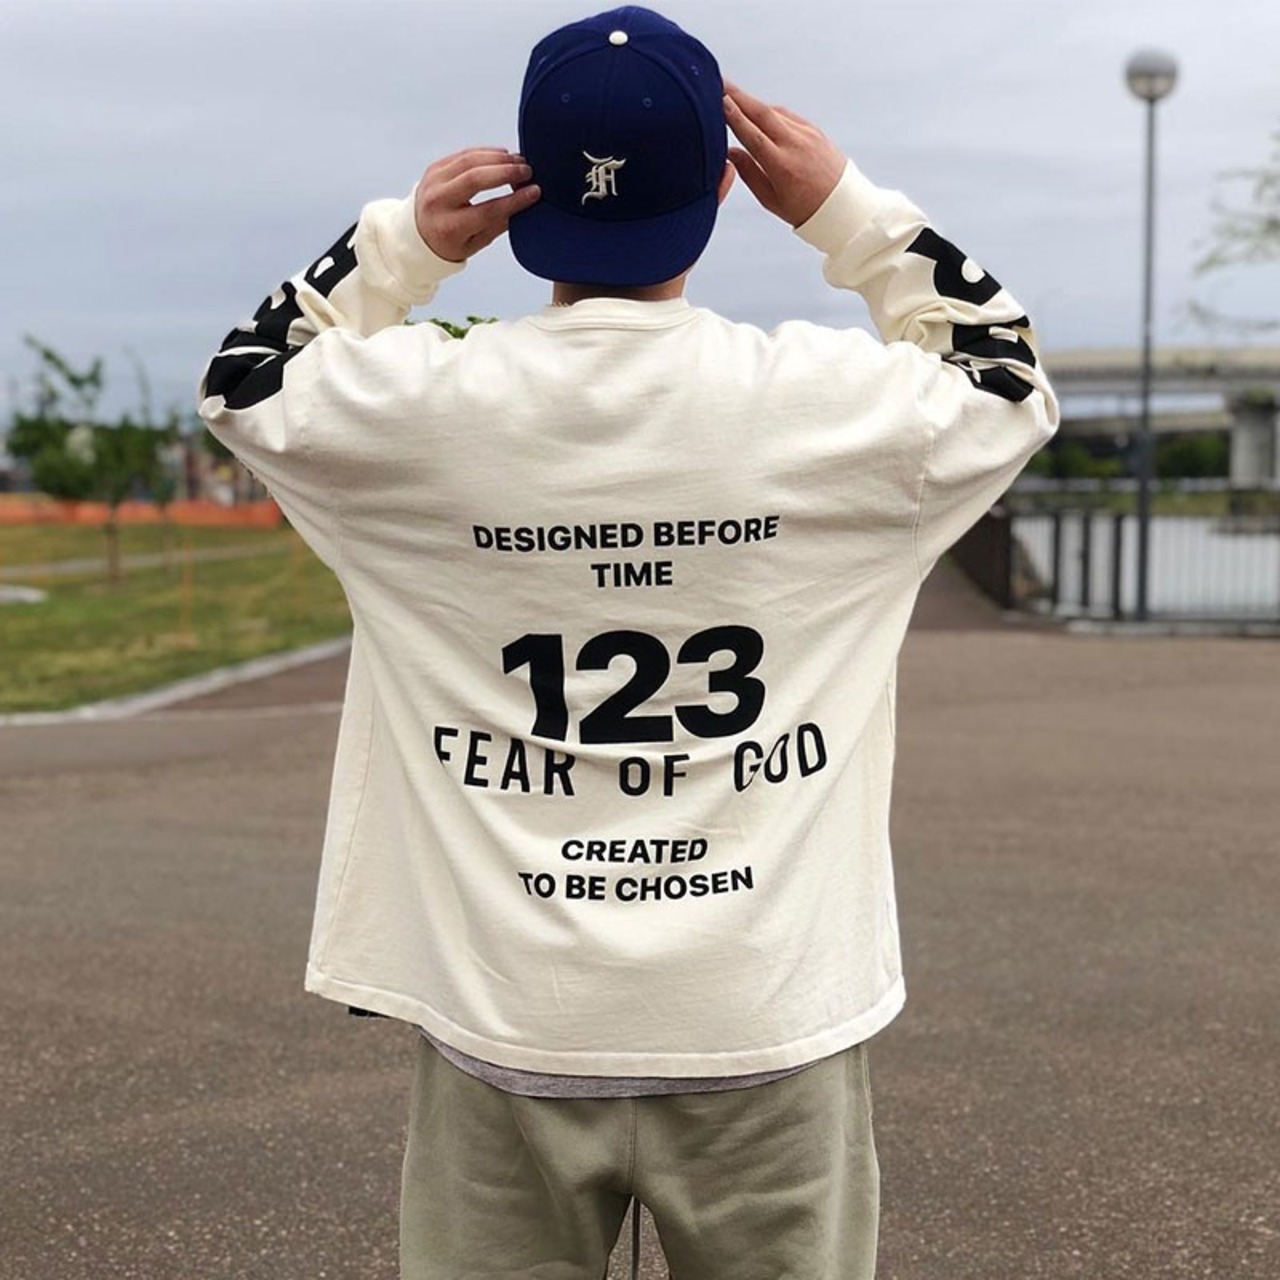 F
DESIGNED BEFORE
TIME
123
FEAR OF GOD
CREATED
TO BE CHOSEN